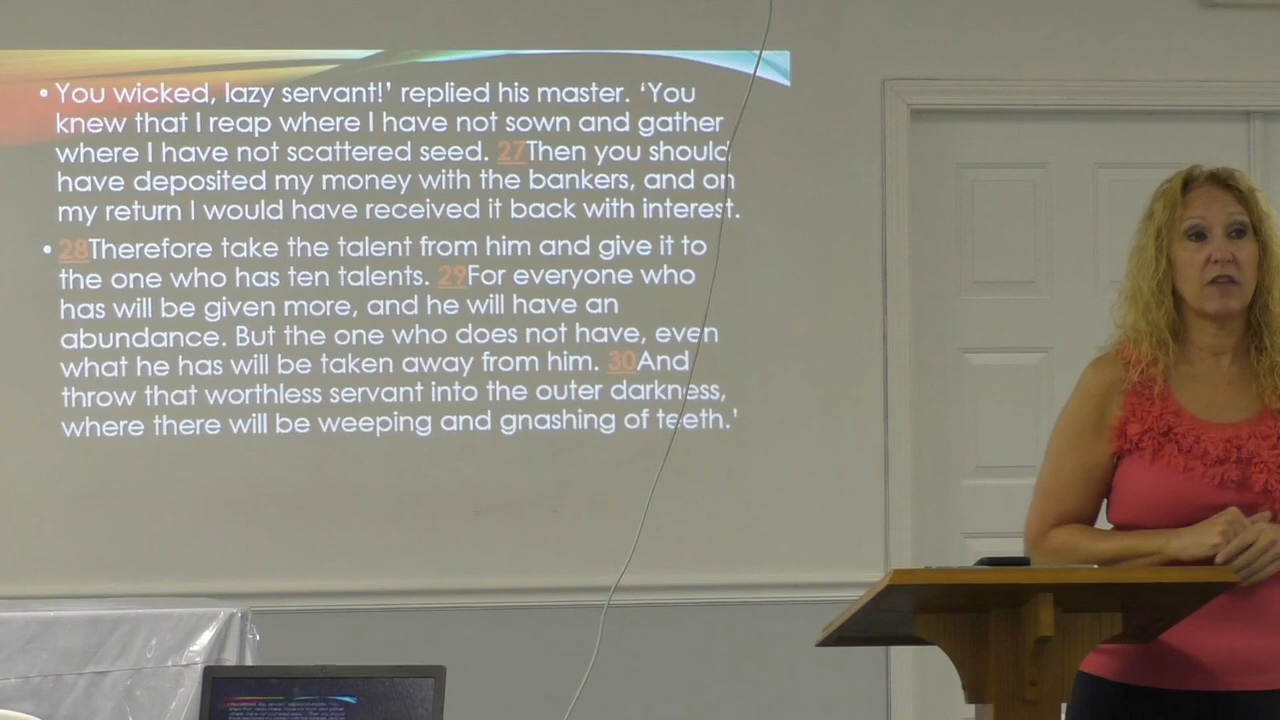 • You wicked, lazy servant!’ replied his master. ‘You
knew that I reap where I have not sown and gather
where I have not scattered seed. 27Then you should
have deposited my money with the bankers, and on
my return I would have received it back with interest.
• 28Therefore take the talent from him and give it to
the one who has ten talents. 29For everyone who
has will be given more, and he will have an
abundance. But the one who does not have, even
what he has will be taken away from him. 30And
throw that worthless servant into the outer darkness,
where there will be weeping and gnashing of teeth.’